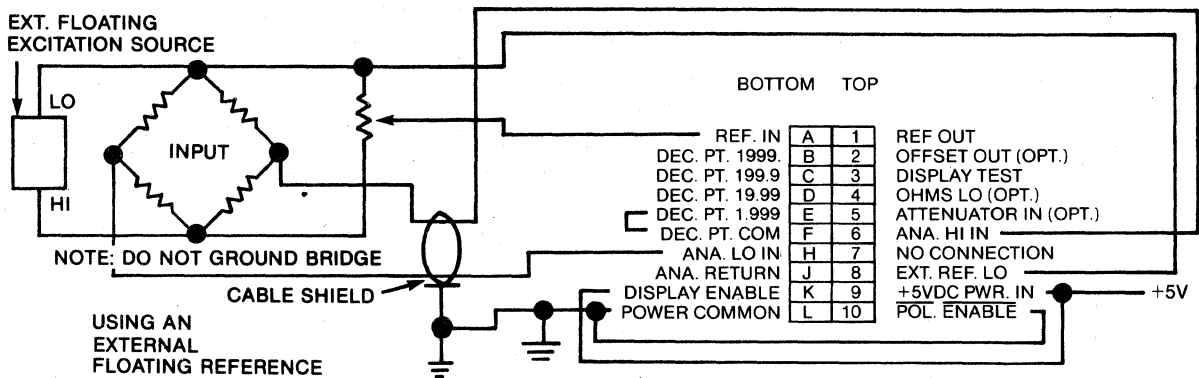 EXT. FLOATING
EXCITATION SOURCE
LO
INPUT
HI
NOTE: DO NOT GROUND BRIDGE
CABLE SHIELD
USING AN
EXTERNAL
FLOATING REFERENCE
BOTTOM TOP
REF. IN A 1 REF OUT
DEC. PT. 1999. B 2 OFFSET OUT (OPT.)
DEC. PT. 199.9 C 3 DISPLAY TEST
DEC. PT. 19.99 D 4 OHMS LO (OPT.)
DEC. PT. 1.999 E 5 ATTENUATOR IN (OPT.)
DEC. PT. COM F 6 ANA. HI IN
ANA. LO IN H 7 NO CONNECTION
ANA. RETURN J 8 EXT. REF. LO
DISPLAY ENABLE K 9 +5VDC PWR. IN +5V
POWER COMMON L 10 POL. ENABLE